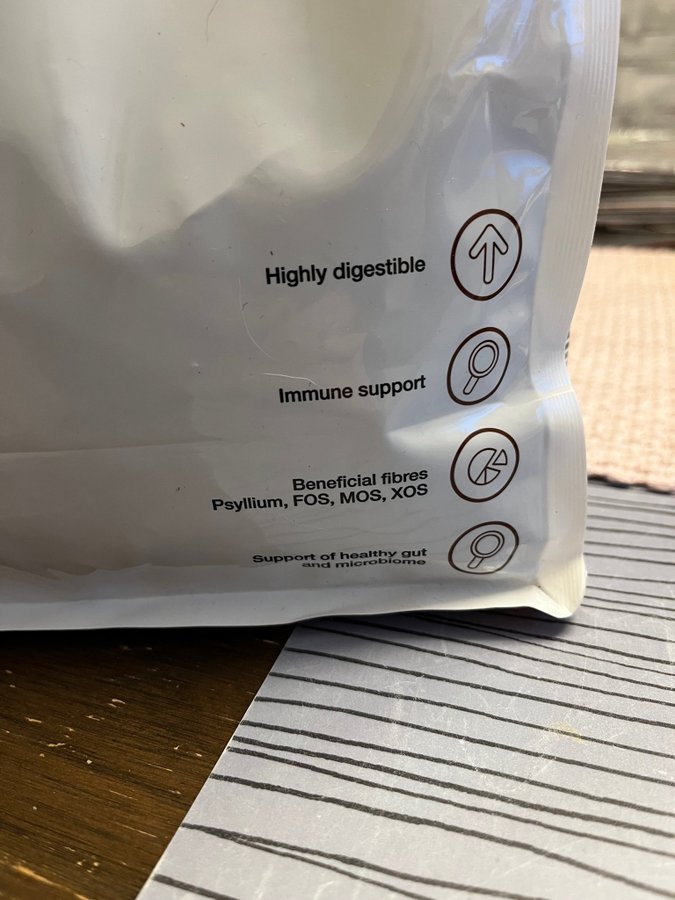 Highly digestible
Immune support
Beneficial fibres
Psyllium, FOS, MOS, XOS
Support of healthy gut
and microbiome